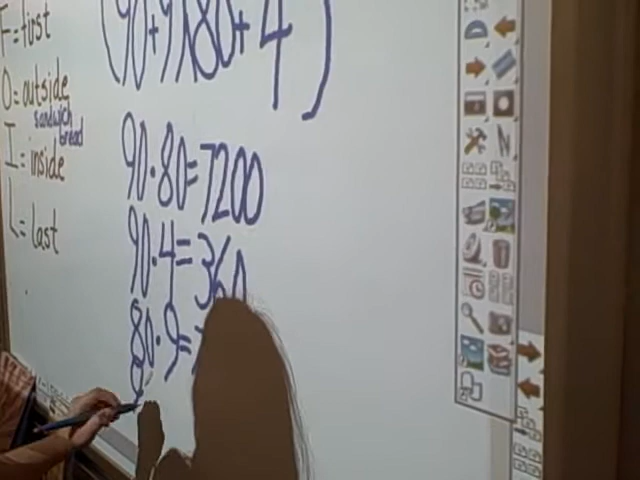 F = first
O = outside
sandwich
bread
I = inside
L = last
(90+9)(80+4)
90·80=7200
90·4=360
80·9=